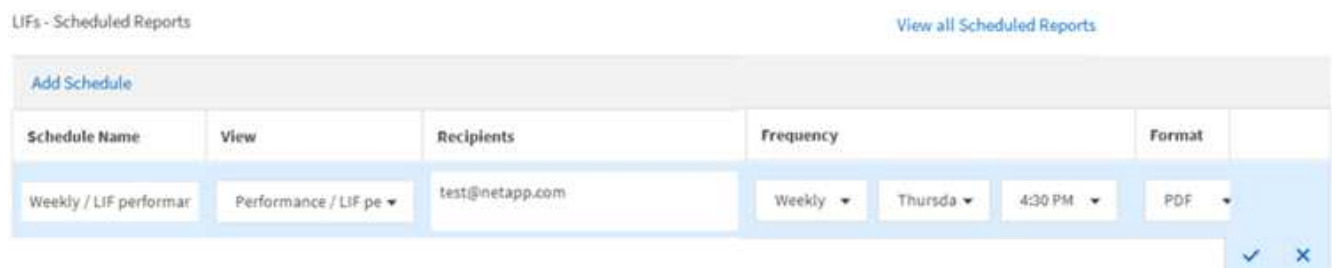 LIFs - Scheduled Reports View all Scheduled Reports
Add Schedule
Schedule Name View Recipients Frequency Format
Weekly / LIF performar Performance / LIF pe test@netapp.com Weekly Thursda 4:30 PM PDF